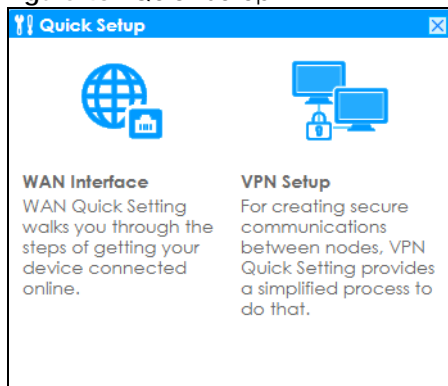 Quick Setup
WAN Interface
WAN Quick Setting
walks you through the
steps of getting your
device connected
online.
VPN Setup
For creating secure
communications
between nodes, VPN
Quick Setting provides
a simplified process to
do that.